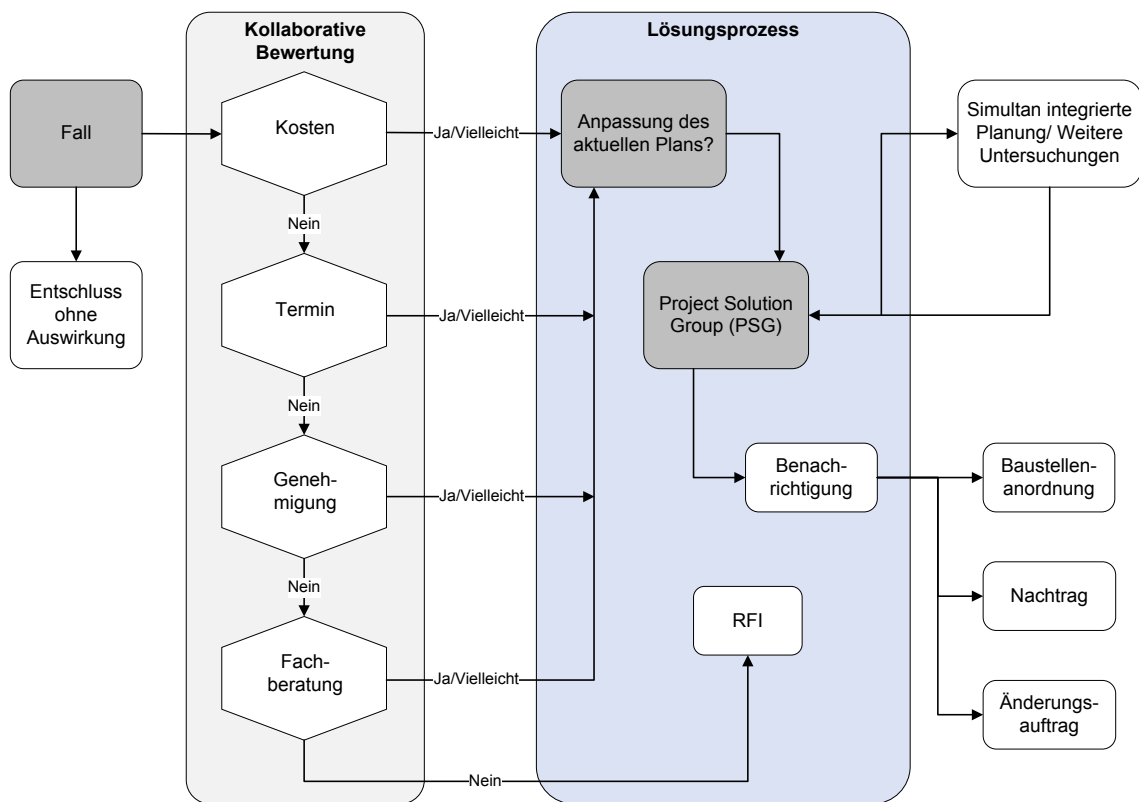 Kollaborative
Bewertung
Lösungsprozess
Fall
Kosten
Ja/Vielleicht
Anpassung des
aktuellen Plans?
Simultan integrierte
Planung/ Weitere
Untersuchungen
Nein
Entschluss
ohne
Auswirkung
Termin
Ja/Vielleicht
Project Solution
Group (PSG)
Nein
Geneh-
migung
Ja/Vielleicht
Benach-
richtigung
Baustellen-
anordnung
Nein
Nachtrag
RFI
Fach-
beratung
Ja/Vielleicht
Änderungs-
auftrag
Nein